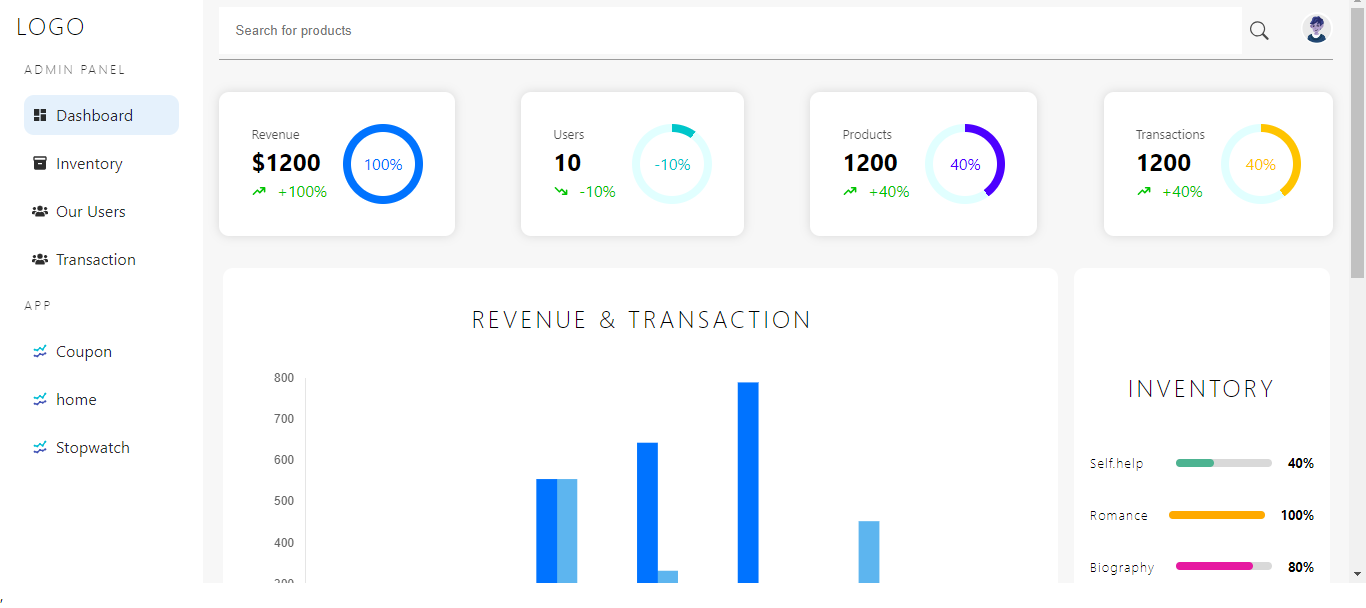 LOGO
ADMIN PANEL
Dashboard
Inventory
Our Users
Transaction
APP
Coupon
home
Stopwatch
Search for products
Revenue
$1200
+100%
100%
Users
10
-10%
-10%
Products
1200
+40%
40%
Transactions
1200
+40%
40%
REVENUE & TRANSACTION
800
700
600
500
400
300
INVENTORY
Self.help 40%
Romance 100%
Biography 80%
,